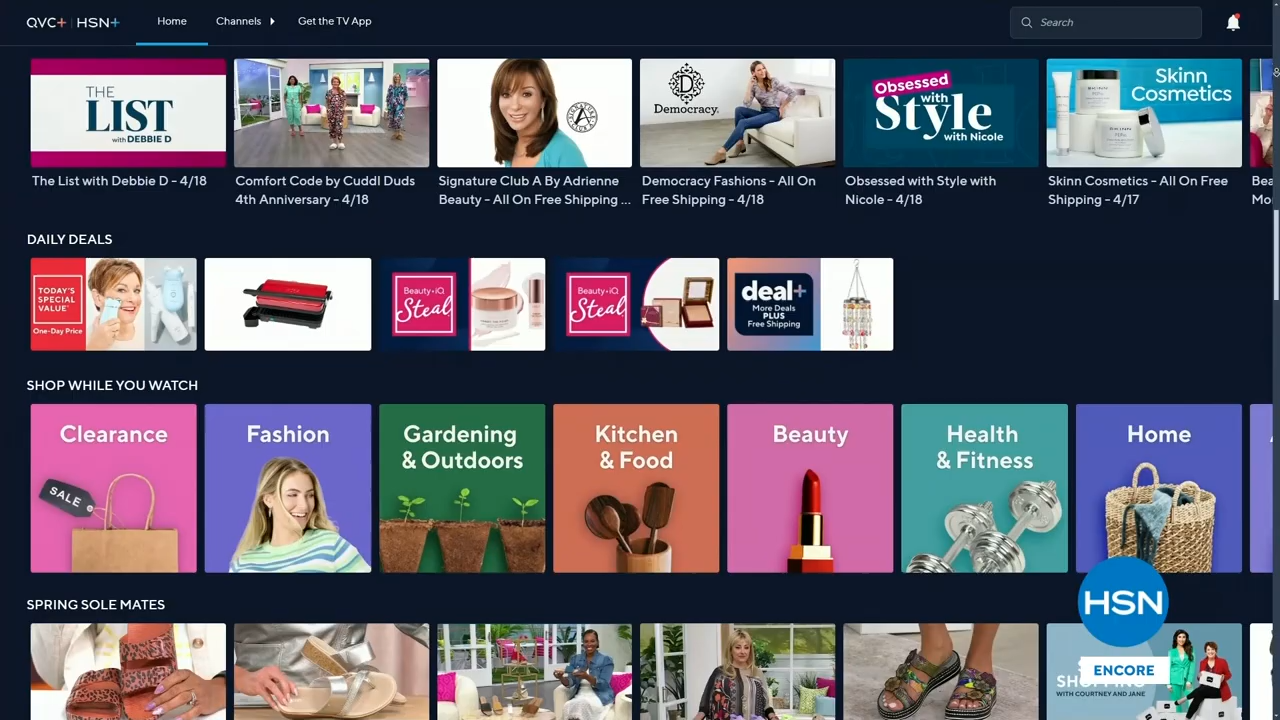 QVC+ | HSN+
Home
Channels
Get the TV App
Search
THE
LIST
with DEBBIE D
Democracy.
Obsessed
with
Style
with Nicole
Skinn
Cosmetics
The List with Debbie D - 4/18
Comfort Code by Cuddl Duds
4th Anniversary - 4/18
Signature Club A By Adrienne
Beauty - All On Free Shipping ...
Democracy Fashions - All On
Free Shipping - 4/18
Obsessed with Style with
Nicole - 4/18
Skinn Cosmetics - All On Free
Shipping - 4/17
DAILY DEALS
TODAY'S
SPECIAL
VALUE
One-Day Price
Beauty iQ
Steal
Beauty iQ
Steal
deal+
More Deals
PLUS
Free Shipping
SHOP WHILE YOU WATCH
Clearance
SALE
Fashion
Gardening
& Outdoors
Kitchen
& Food
Beauty
Health
& Fitness
Home
SPRING SOLE MATES
HSN
ENCORE
WITH COURTNEY AND JANE